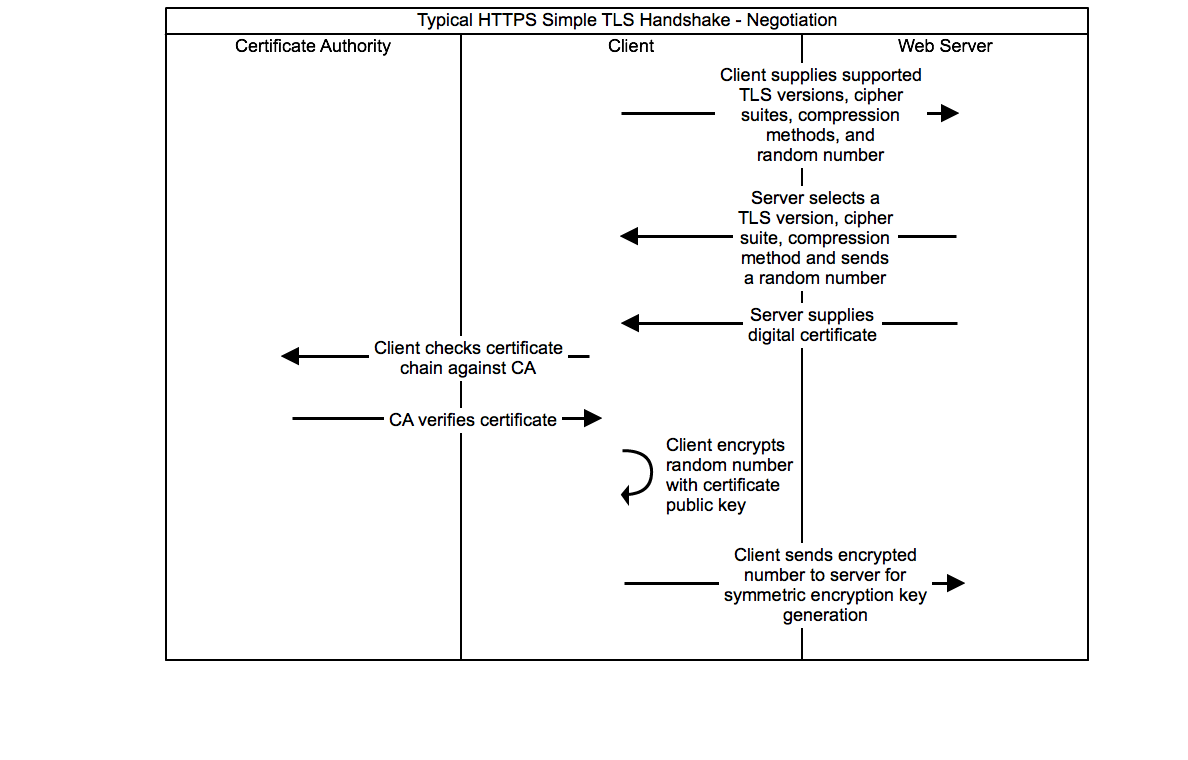 Typical HTTPS Simple TLS Handshake - Negotiation
Certificate Authority
Client
Web Server
Client supplies supported
TLS versions, cipher
suites, compression
methods, and
random number
Server selects a
TLS version, cipher
suite, compression
method and sends
a random number
Server supplies
digital certificate
Client checks certificate
chain against CA
CA verifies certificate
Client encrypts
random number
with certificate
public key
Client sends encrypted
number to server for
symmetric encryption key
generation